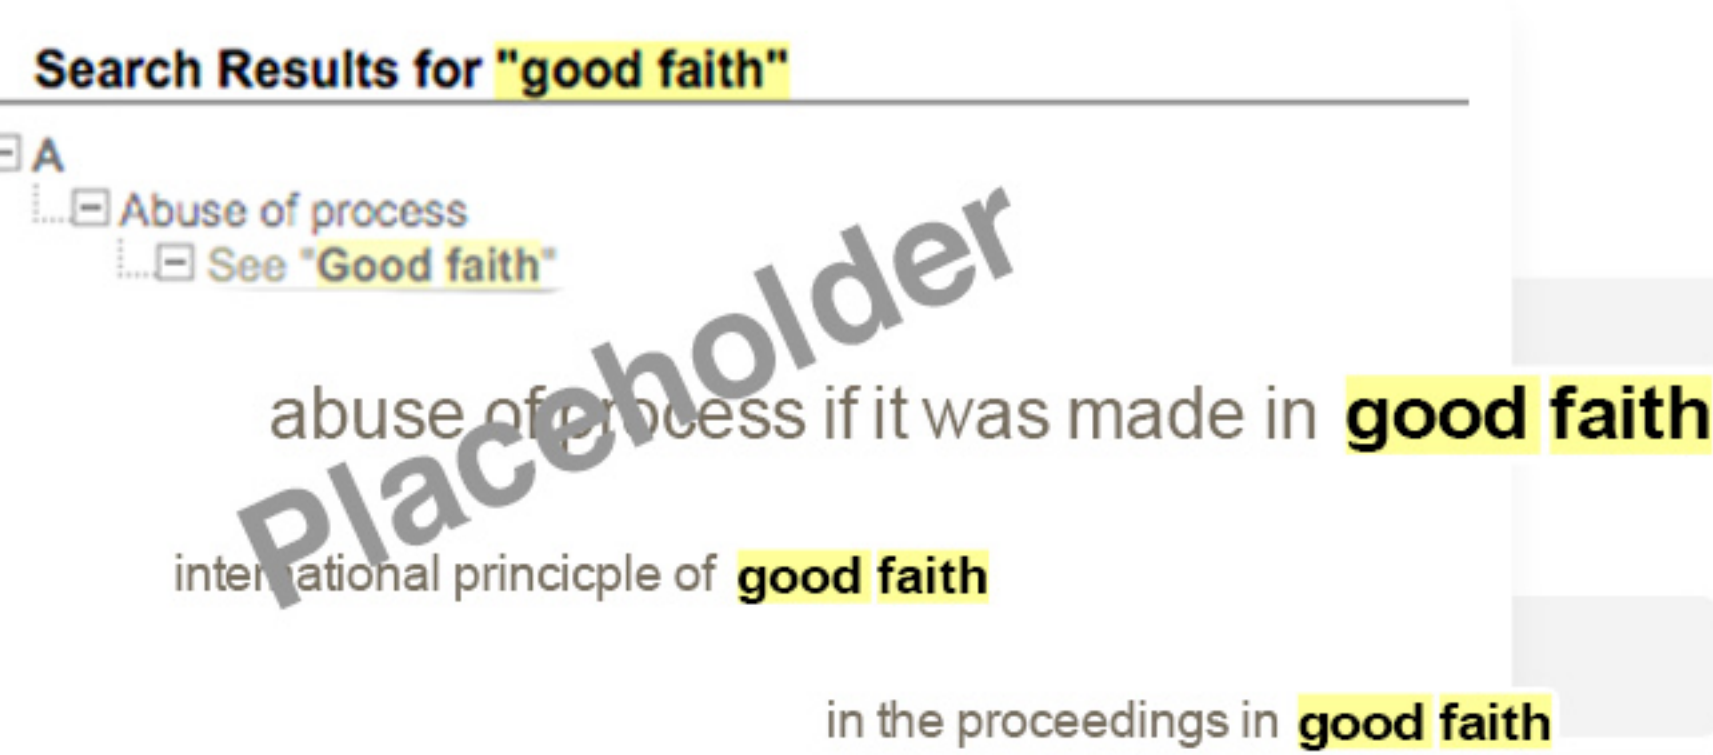 Search Results for "good faith"
A
Abuse of process
See "Good faith"
Placeholder
abuse of process if it was made in good faith
international princicple of good faith
in the proceedings in good faith